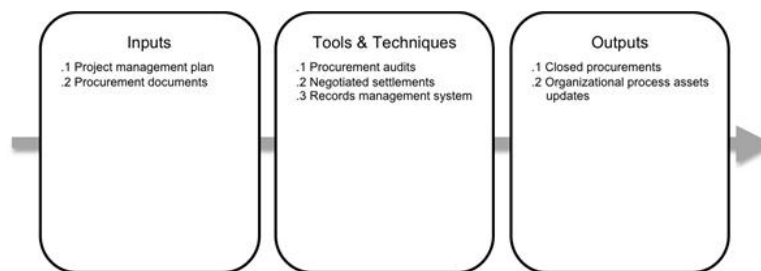 Inputs
.1 Project management plan
.2 Procurement documents
Tools & Techniques
.1 Procurement audits
.2 Negotiated settlements
.3 Records management system
Outputs
.1 Closed procurements
.2 Organizational process assets
updates